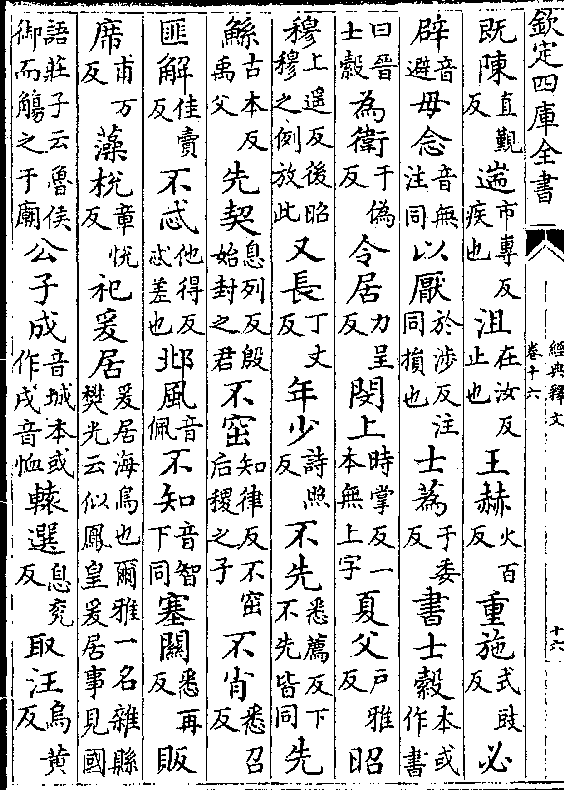 欽定四庫全書
經典釋文
卷十六
十六
既陳直覲反遄市專反疾也沮在汝反止也王赫火百反重施式豉反必
辟音避毋念音無注同以厭於渉反注同損也士蒍于委反書士縠本或作書
曰晉士縠為衛于偽反令居力呈反閔上時掌反一本無上字夏父戸雅反昭
穆上遥反後昭穆之例放此又長丁丈反年少詩照反不先悉薦反下不先皆同先
鯀古本反禹父先契息列反殷始封之君不窋知律反不窋后稷之子不肖悉召反
匪解佳賣反不忒他得反忒差也邶風音佩不知音智下同塞關悉再反販
席甫万反藻梲章悦反祀爰居爰居海鳥也爾雅一名雜縣樊光云似鳳皇爰居事見國
語莊子云魯侯御而觴之于廟公子成音城本或作戍音恤轅選息兖反取汪烏黄反